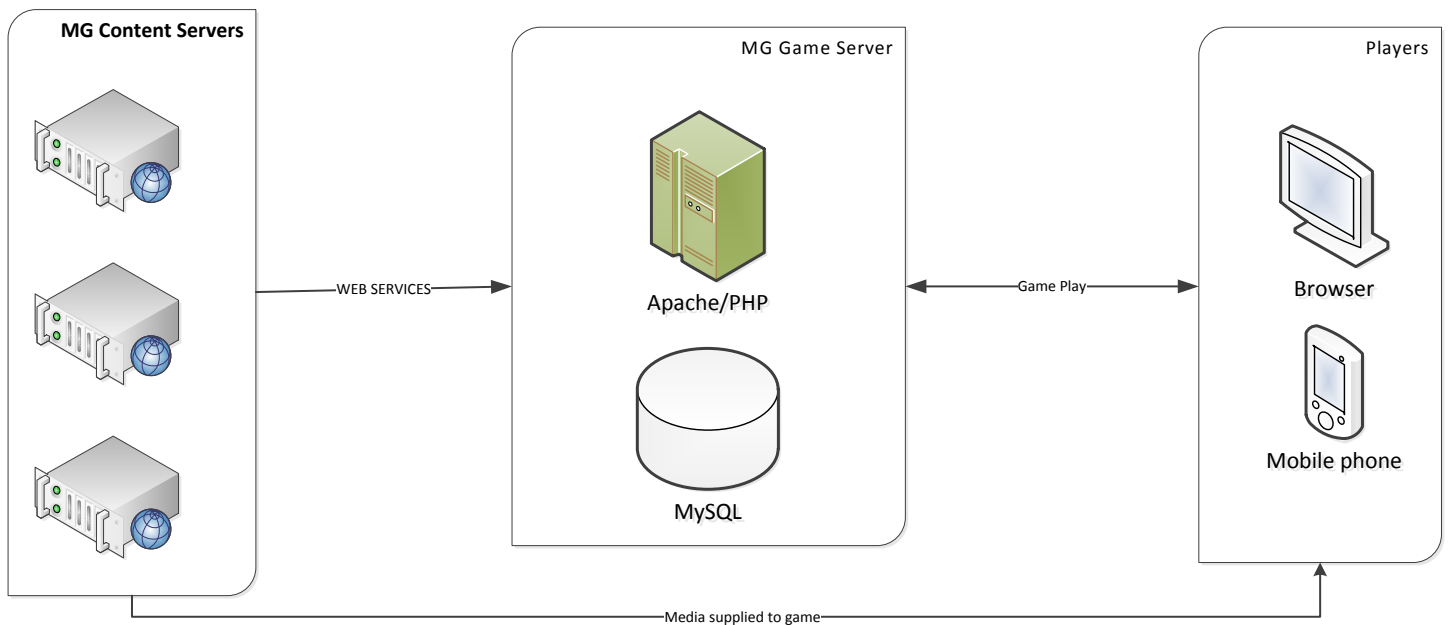 MG Content Servers
WEB SERVICES
MG Game Server
Apache/PHP
MySQL
Game Play
Players
Browser
Mobile phone
Media supplied to game